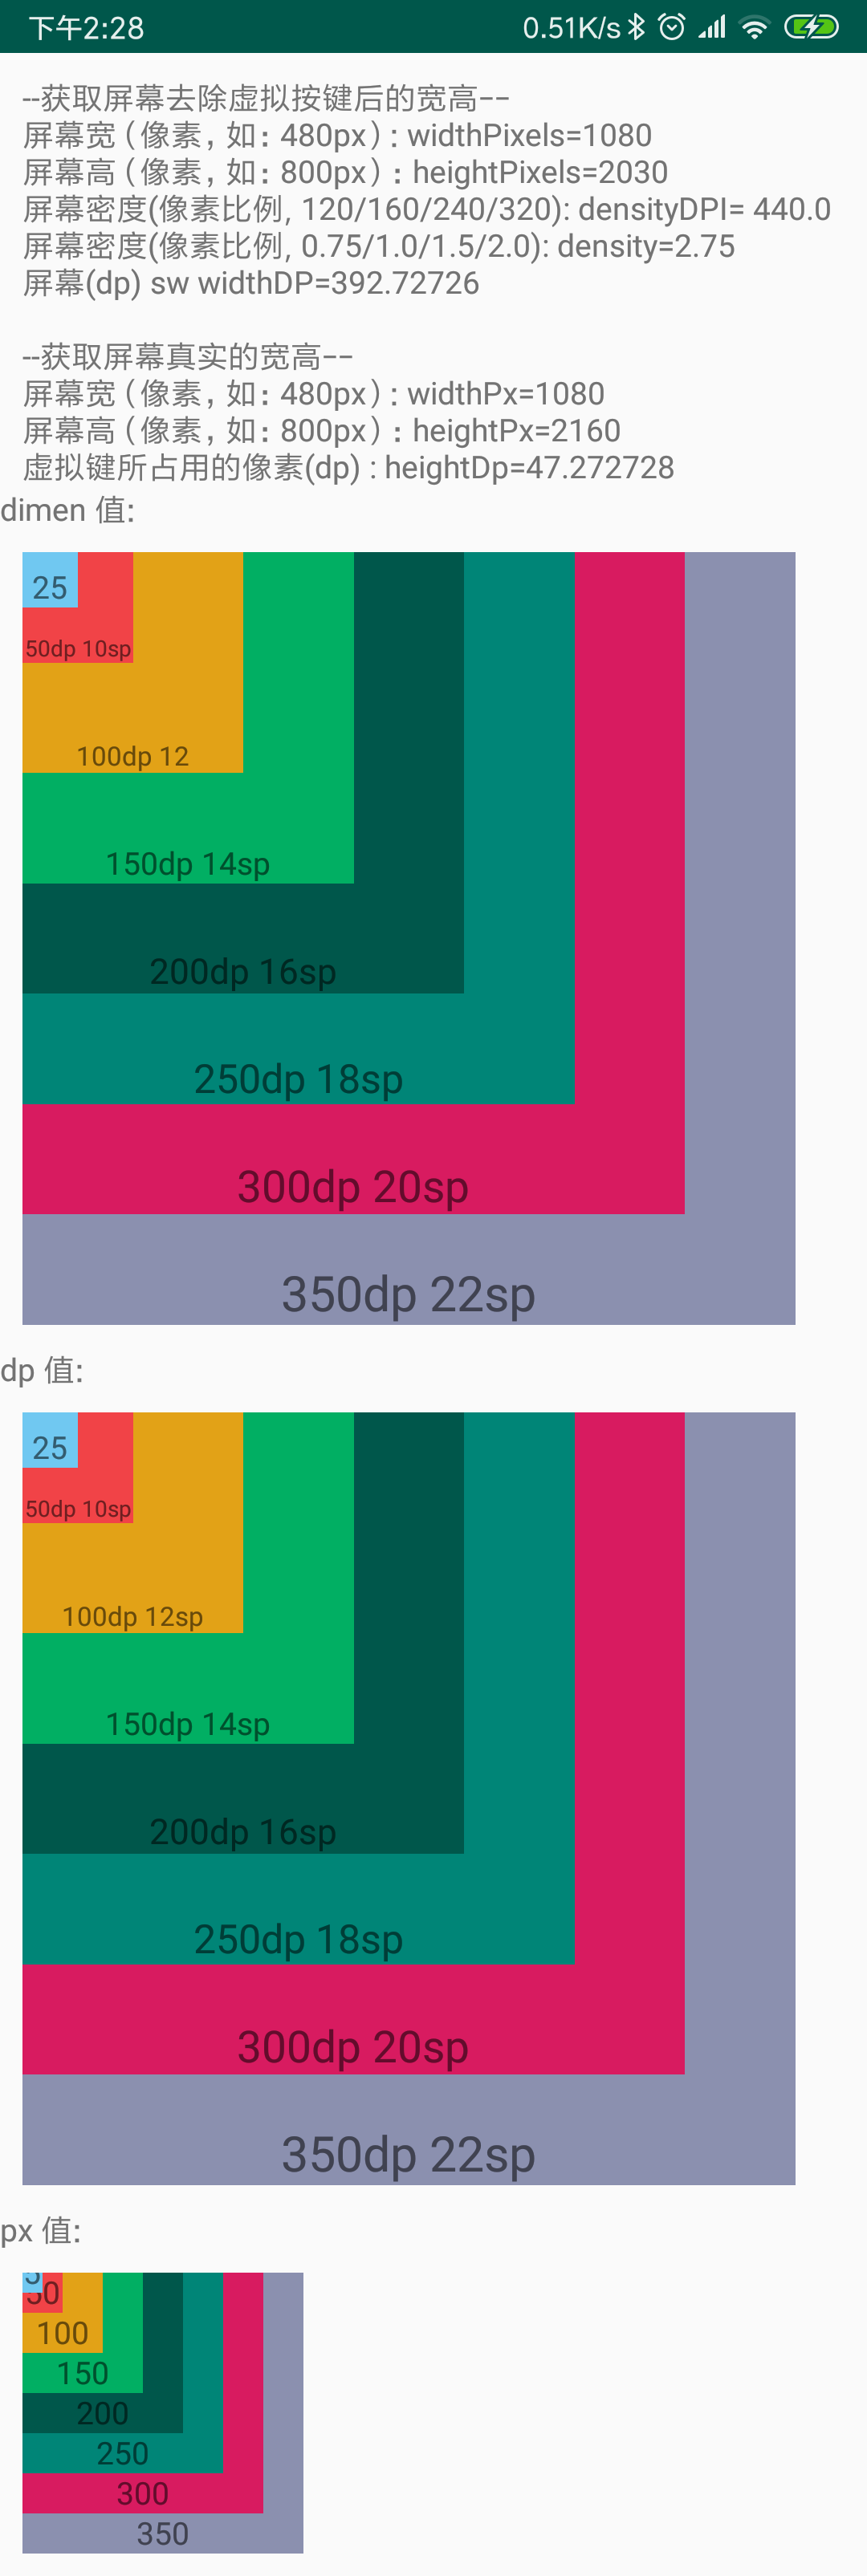 下午2:28
0.51K/s
--获取屏幕去除虚拟按键后的宽高--
屏幕宽（像素，如：480px）: widthPixels=1080
屏幕高（像素，如：800px）: heightPixels=2030
屏幕密度(像素比例, 120/160/240/320): densityDPI= 440.0
屏幕密度(像素比例, 0.75/1.0/1.5/2.0): density=2.75
屏幕(dp) sw widthDP=392.72726
--获取屏幕真实的宽高--
屏幕宽（像素，如：480px）: widthPx=1080
屏幕高（像素，如：800px）: heightPx=2160
虚拟键所占用的像素(dp) : heightDp=47.272728
dimen 值:
25
50dp 10sp
100dp 12
150dp 14sp
200dp 16sp
250dp 18sp
300dp 20sp
350dp 22sp
dp 值:
25
50dp 10sp
100dp 12sp
150dp 14sp
200dp 16sp
250dp 18sp
300dp 20sp
350dp 22sp
px 值:
50
100
150
200
250
300
350